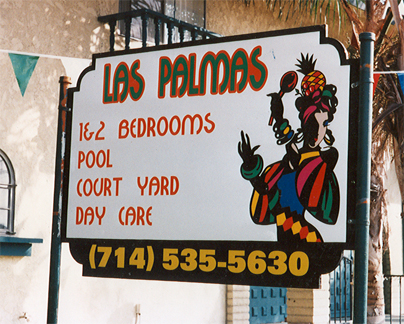 LAS PALMAS
1&2 BEDROOMS
POOL
COURT YARD
DAY CARE
(714) 535-5630